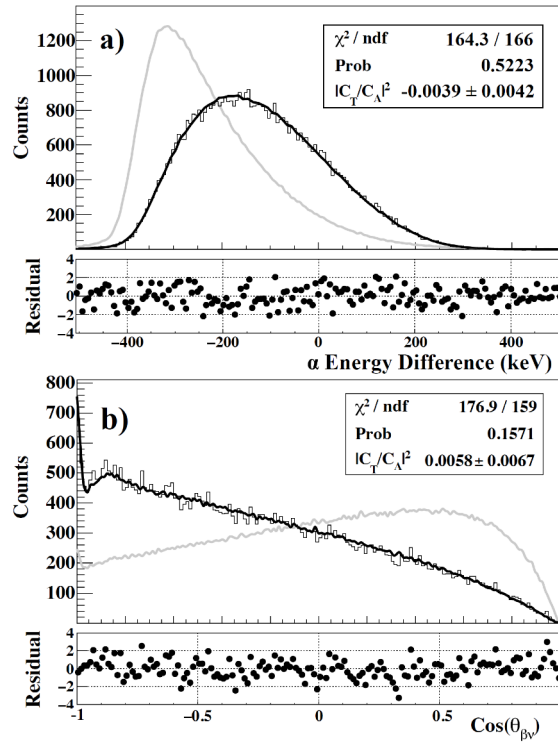 a)
χ² / ndf 164.3 / 166
Prob 0.5223
|C_T/C_A|² -0.0039 ± 0.0042
Counts
1200
1000
800
600
400
200
Residual
4
2
0
−2
−4
−400 −200 0 200 400
α Energy Difference (keV)
b)
χ² / ndf 176.9 / 159
Prob 0.1571
|C_T/C_A|² 0.0058 ± 0.0067
Counts
800
700
600
500
400
300
200
100
Residual
4
2
0
−2
−4
-1 −0.5 0 0.5
Cos(θ_βν)